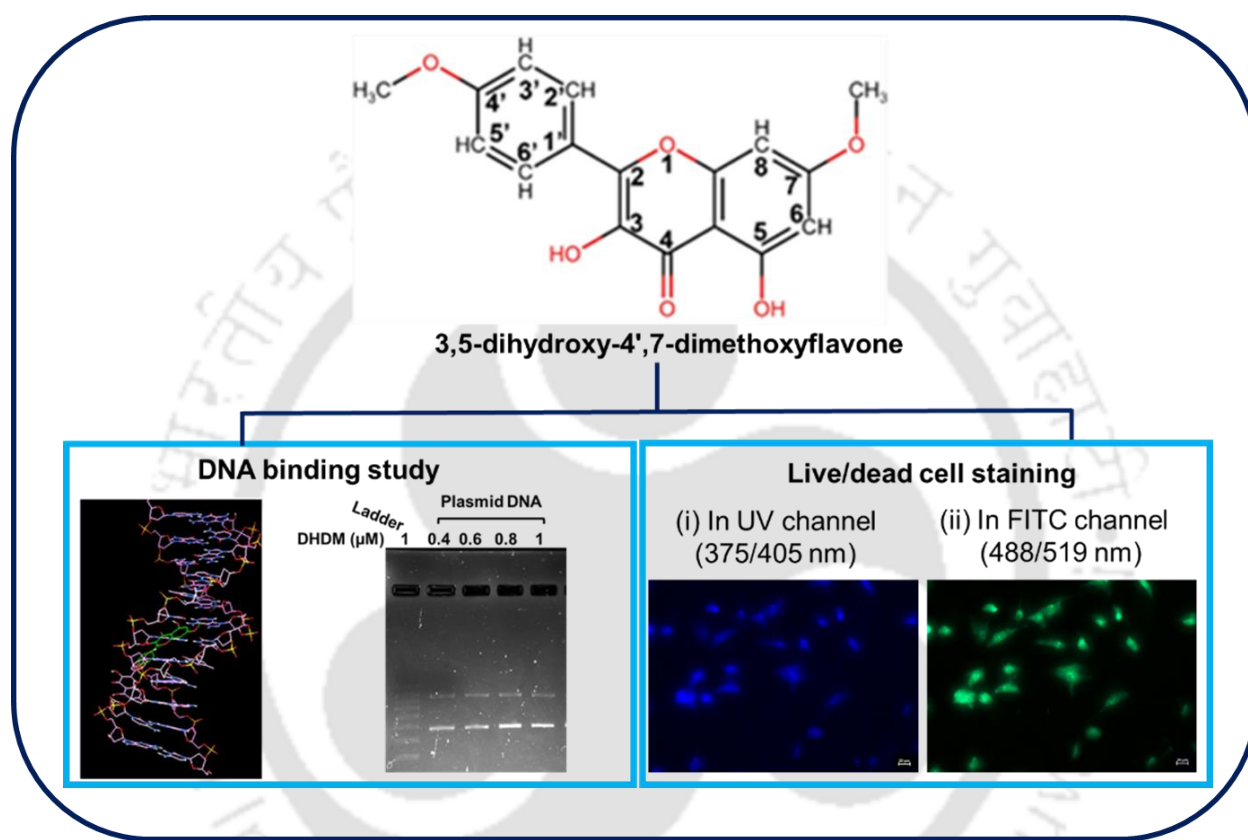 H
H₃C
O
C
CH
CH₃
3'
2'
4'
5'
1'
6'
HC
C
H
O
1
H
C
8
O
2
7
3
4
5
6
CH
HO
O
OH
3,5-dihydroxy-4',7-dimethoxyflavone
DNA binding study
Ladder
Plasmid DNA
DHDM (µM) 1 0.4 0.6 0.8 1
Live/dead cell staining
(i) In UV channel
(375/405 nm)
(ii) In FITC channel
(488/519 nm)
भारतीय